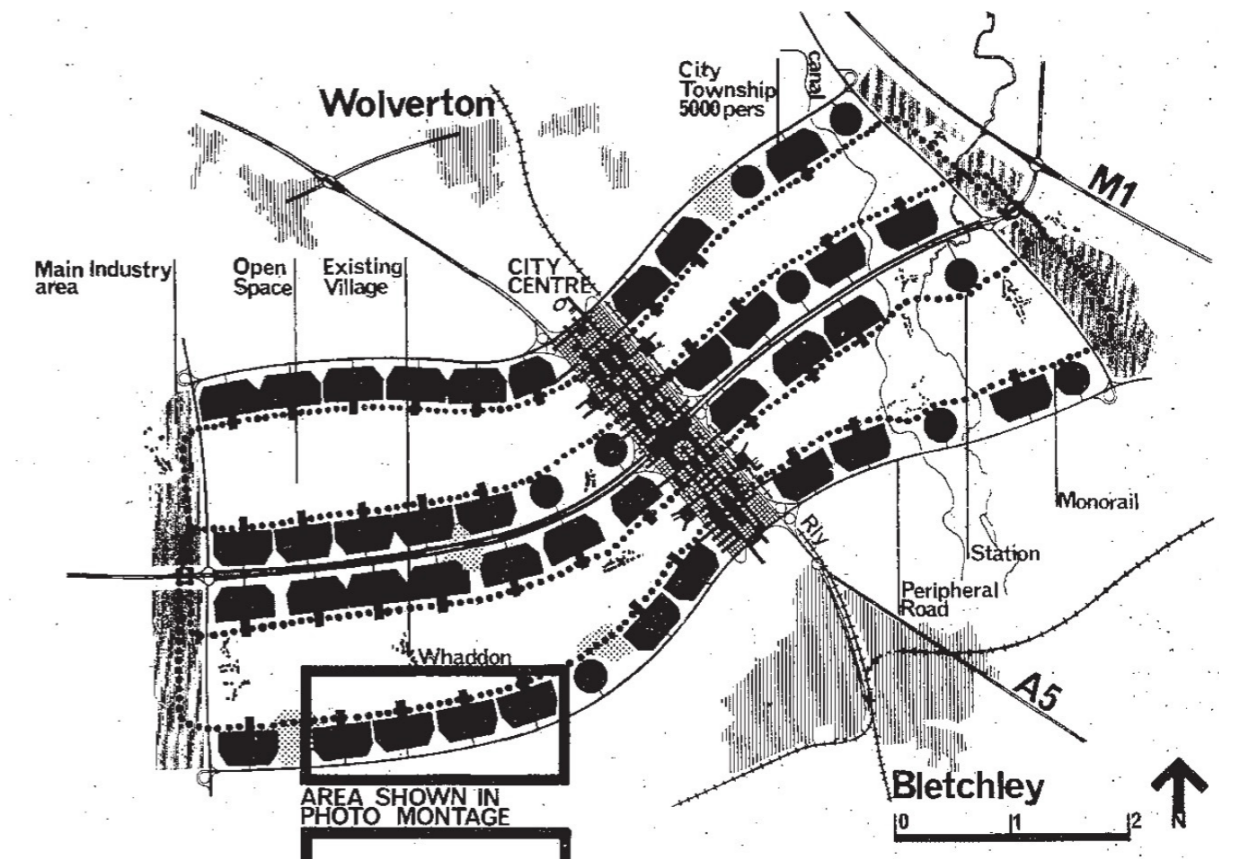 Wolverton
City
Township
5000 pers
canal
M1
Main Industry
area
Open
Space
Existing
Village
CITY
CENTRE
Monorail
Station
Rly
Peripheral
Road
Whaddon
A5
Bletchley
AREA SHOWN IN
PHOTO MONTAGE
0 1 2
N